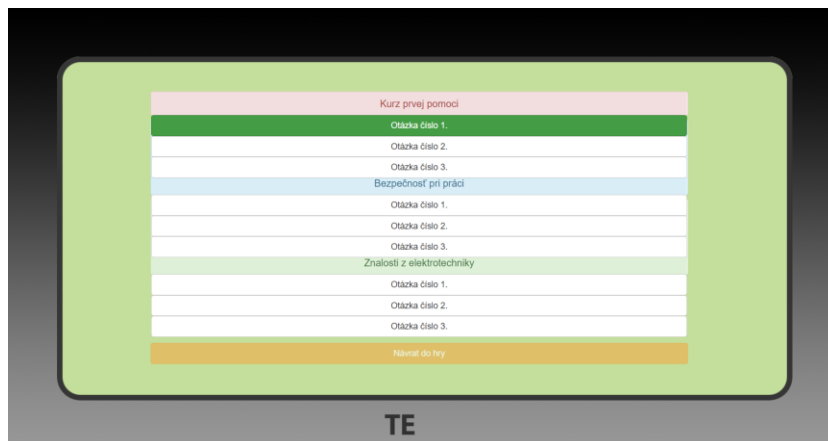 Kurz prvej pomoci
Otázka číslo 1.
Otázka číslo 2.
Otázka číslo 3.
Bezpečnosť pri práci
Otázka číslo 1.
Otázka číslo 2.
Otázka číslo 3.
Znalosti z elektrotechniky
Otázka číslo 1.
Otázka číslo 2.
Otázka číslo 3.
Návrat do hry
TE